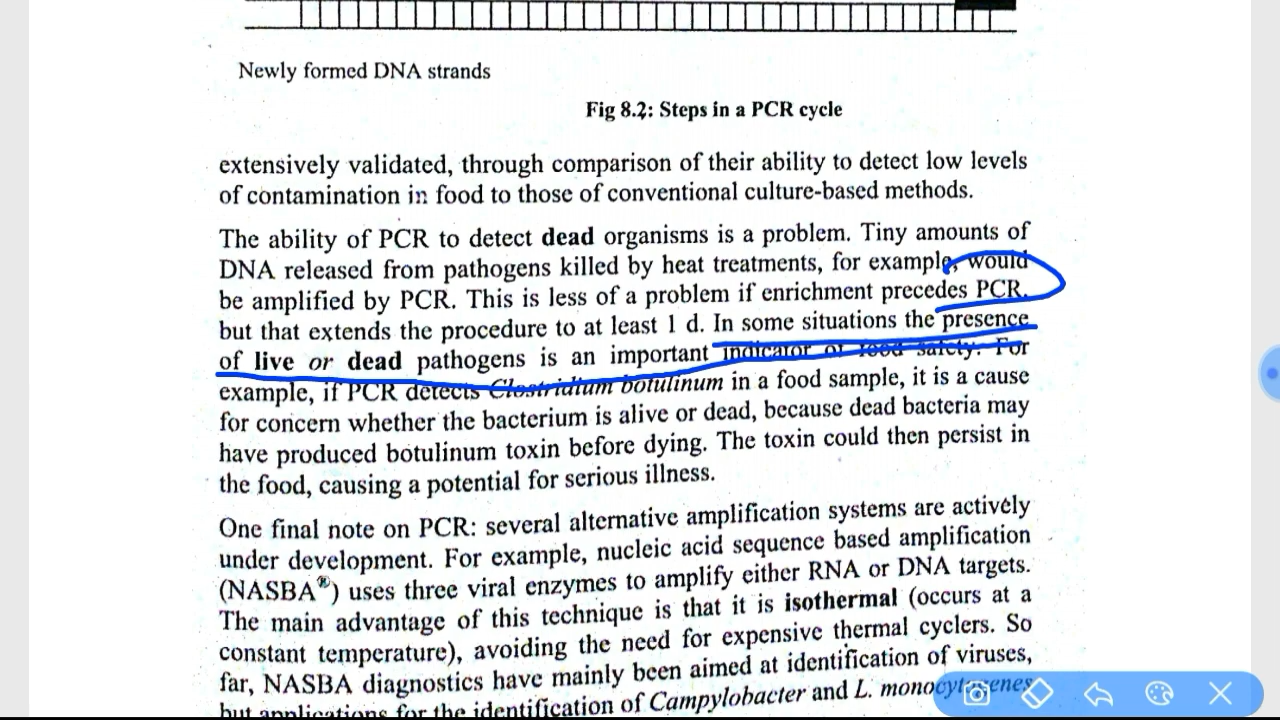 Newly formed DNA strands
Fig 8.2: Steps in a PCR cycle
extensively validated, through comparison of their ability to detect low levels
of contamination in food to those of conventional culture-based methods.
The ability of PCR to detect dead organisms is a problem. Tiny amounts of
DNA released from pathogens killed by heat treatments, for example, would
be amplified by PCR. This is less of a problem if enrichment precedes PCR,
but that extends the procedure to at least 1 d. In some situations the presence
of live or dead pathogens is an important indicator of food safety. For
example, if PCR detects Clostridium botulinum in a food sample, it is a cause
for concern whether the bacterium is alive or dead, because dead bacteria may
have produced botulinum toxin before dying. The toxin could then persist in
the food, causing a potential for serious illness.
One final note on PCR: several alternative amplification systems are actively
under development. For example, nucleic acid sequence based amplification
(NASBA®) uses three viral enzymes to amplify either RNA or DNA targets.
The main advantage of this technique is that it is isothermal (occurs at a
constant temperature), avoiding the need for expensive thermal cyclers. So
far, NASBA diagnostics have mainly been aimed at identification of viruses,
but applications for the identification of Campylobacter and L. monocytogenes